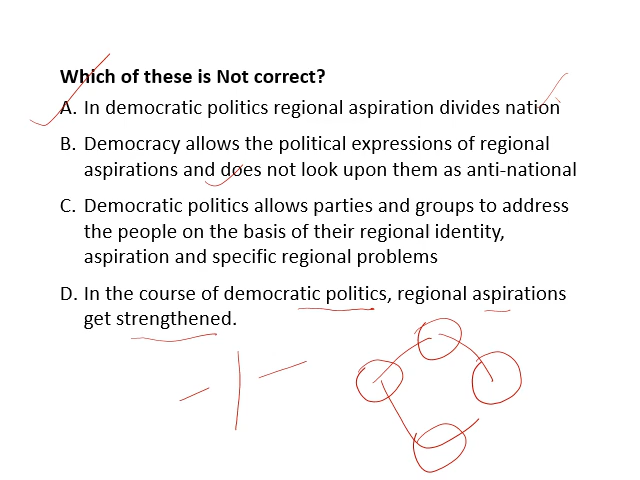 Which of these is Not correct?
A. In democratic politics regional aspiration divides nation
B. Democracy allows the political expressions of regional
aspirations and does not look upon them as anti-national
C. Democratic politics allows parties and groups to address
the people on the basis of their regional identity,
aspiration and specific regional problems
D. In the course of democratic politics, regional aspirations
get strengthened.